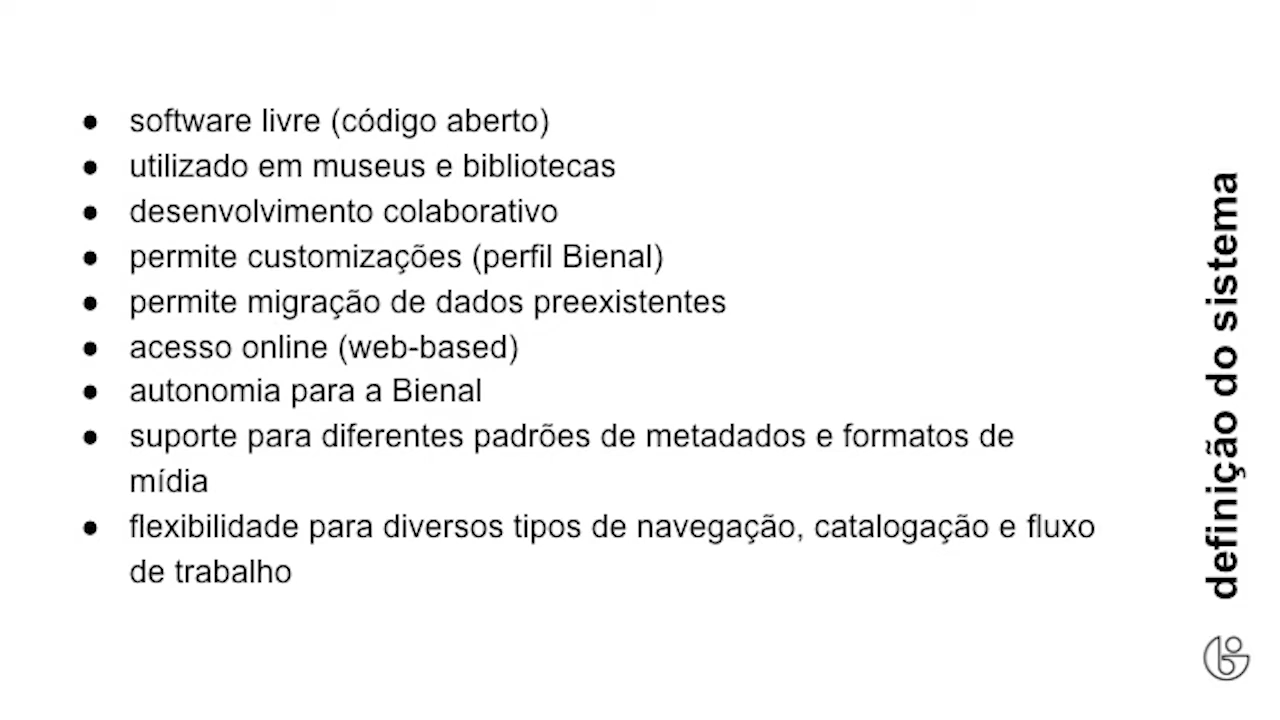 ● software livre (código aberto)
● utilizado em museus e bibliotecas
● desenvolvimento colaborativo
● permite customizações (perfil Bienal)
● permite migração de dados preexistentes
● acesso online (web-based)
● autonomia para a Bienal
● suporte para diferentes padrões de metadados e formatos de
mídia
● flexibilidade para diversos tipos de navegação, catalogação e fluxo
de trabalho
definição do sistema